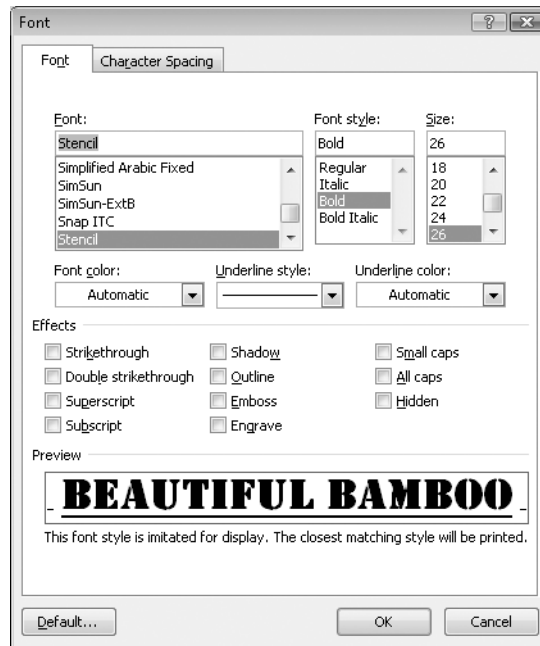 Font
Font Character Spacing
Font: Font style: Size:
Stencil Bold 26
Simplified Arabic Fixed Regular 18
SimSun Italic 20
SimSun-ExtB Bold 22
Snap ITC Bold Italic 24
Stencil 26
Font color: Underline style: Underline color:
Automatic Automatic
Effects
Strikethrough Shadow Small caps
Double strikethrough Outline All caps
Superscript Emboss Hidden
Subscript Engrave
Preview
BEAUTIFUL BAMBOO
This font style is imitated for display. The closest matching style will be printed.
Default... OK Cancel